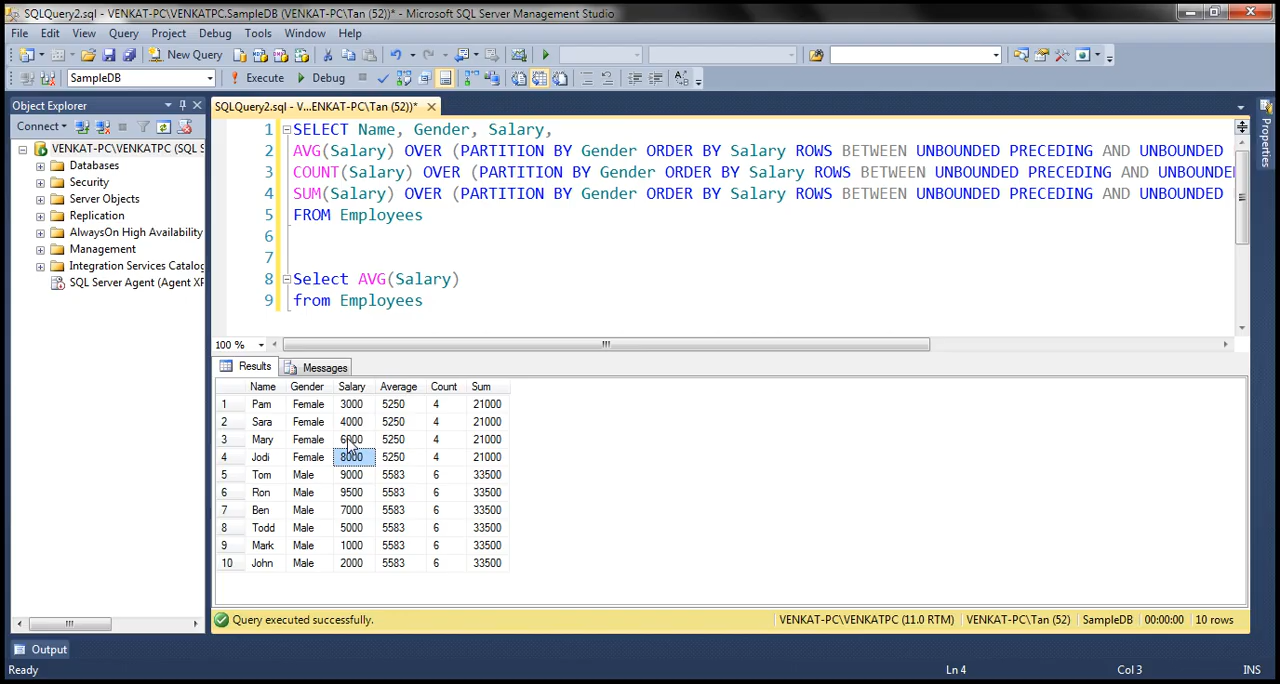 SQLQuery2.sql - VENKAT-PC\VENKATPC.SampleDB (VENKAT-PC\Tan (52))* - Microsoft SQL Server Management Studio
File Edit View Query Project Debug Tools Window Help
New Query
SampleDB Execute Debug
Object Explorer
Connect
VENKAT-PC\VENKATPC (SQL S
Databases
Security
Server Objects
Replication
AlwaysOn High Availability
Management
Integration Services Catalog
SQL Server Agent (Agent XP
SQLQuery2.sql - V...ENKAT-PC\Tan (52))*
1 SELECT Name, Gender, Salary,
2 AVG(Salary) OVER (PARTITION BY Gender ORDER BY Salary ROWS BETWEEN UNBOUNDED PRECEDING AND UNBOUNDED
3 COUNT(Salary) OVER (PARTITION BY Gender ORDER BY Salary ROWS BETWEEN UNBOUNDED PRECEDING AND UNBOUNDED
4 SUM(Salary) OVER (PARTITION BY Gender ORDER BY Salary ROWS BETWEEN UNBOUNDED PRECEDING AND UNBOUNDED
5 FROM Employees
6
7
8 Select AVG(Salary)
9 from Employees
100 %
Results Messages
Name Gender Salary Average Count Sum
1 Pam Female 3000 5250 4 21000
2 Sara Female 4000 5250 4 21000
3 Mary Female 6000 5250 4 21000
4 Jodi Female 8000 5250 4 21000
5 Tom Male 9000 5583 6 33500
6 Ron Male 9500 5583 6 33500
7 Ben Male 7000 5583 6 33500
8 Todd Male 5000 5583 6 33500
9 Mark Male 1000 5583 6 33500
10 John Male 2000 5583 6 33500
Query executed successfully. VENKAT-PC\VENKATPC (11.0 RTM) VENKAT-PC\Tan (52) SampleDB 00:00:00 10 rows
Output
Ready Ln 4 Col 3 INS
Properties